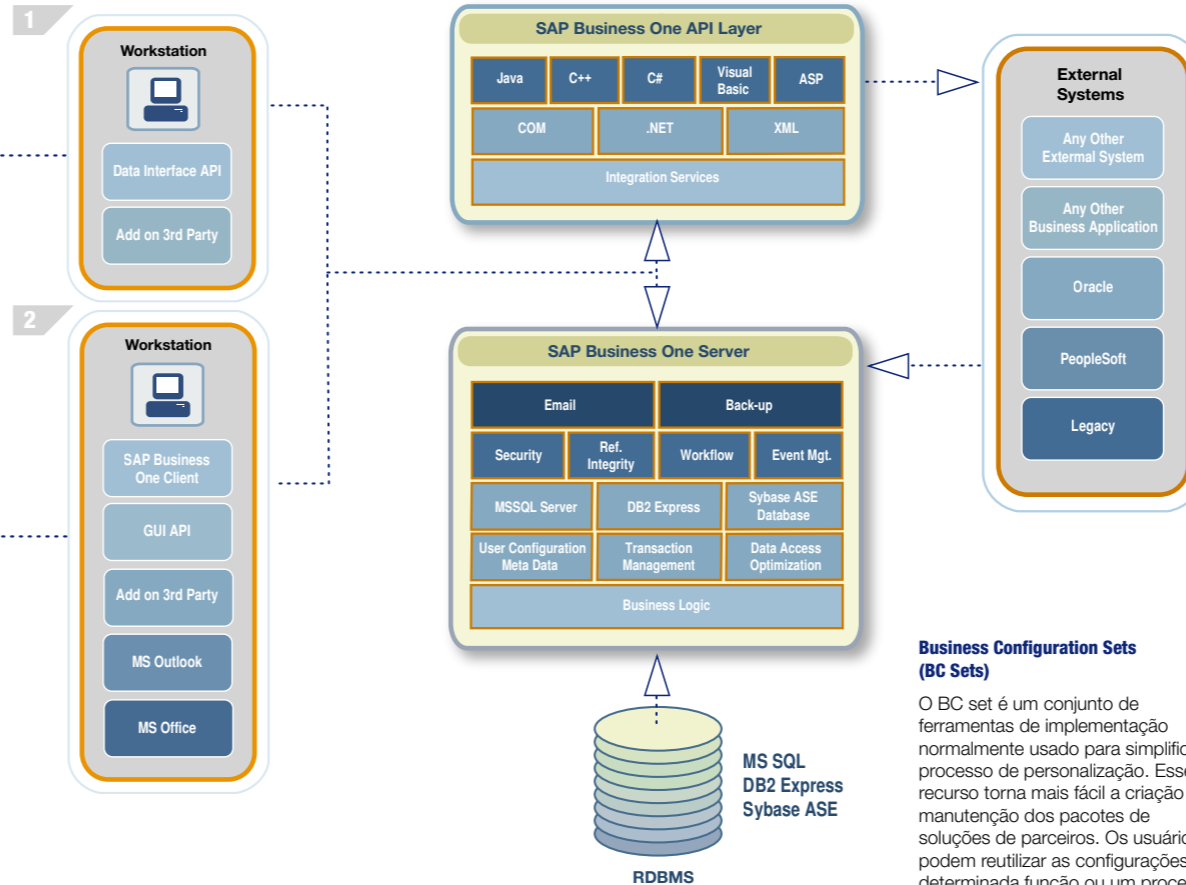 1
Workstation
Data Interface API
Add on 3rd Party
2
Workstation
SAP Business
One Client
GUI API
Add on 3rd Party
MS Outlook
MS Office
SAP Business One API Layer
Java
C++
C#
Visual
Basic
ASP
COM
.NET
XML
Integration Services
SAP Business One Server
Email
Back-up
Security
Ref.
Integrity
Workflow
Event Mgt.
MSSQL Server
DB2 Express
Sybase ASE
Database
User Configuration
Meta Data
Transaction
Management
Data Access
Optimization
Business Logic
MS SQL
DB2 Express
Sybase ASE
RDBMS
External
Systems
Any Other
Extermal System
Any Other
Business Application
Oracle
PeopleSoft
Legacy
Business Configuration Sets
(BC Sets)
O BC set é um conjunto de
ferramentas de implementação
normalmente usado para
processo de personalização.
recurso torna mais fácil a criação
manutenção dos pacotes de
soluções de parceiros. Os
podem reutilizar as configurações
determinada função ou um